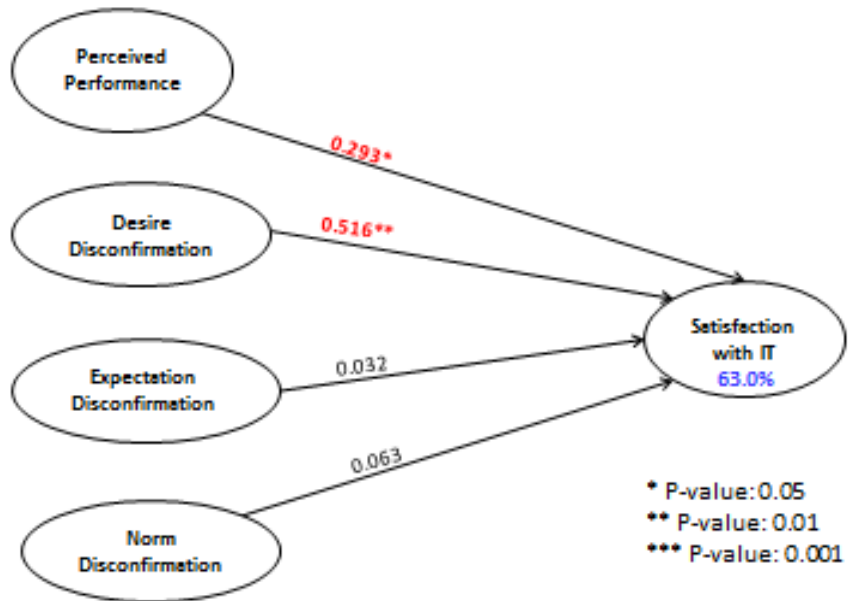 Perceived
Performance
0.293*
Desire
Disconfirmation
0.516**
Satisfaction
with IT
63.0%
Expectation
Disconfirmation
0.032
0.063
Norm
Disconfirmation
* P-value: 0.05
** P-value: 0.01
*** P-value: 0.001